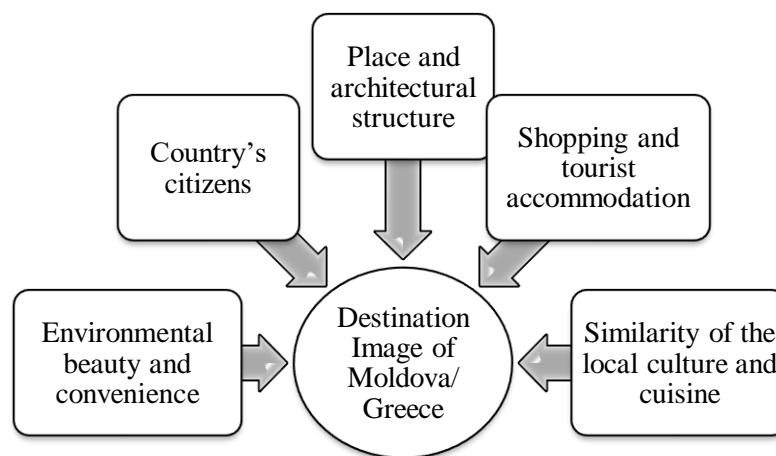 Place and
architectural
structure
Country’s
citizens
Shopping and
tourist
accommodation
Environmental
beauty and
convenience
Destination
Image of
Moldova/
Greece
Similarity of the
local culture and
cuisine